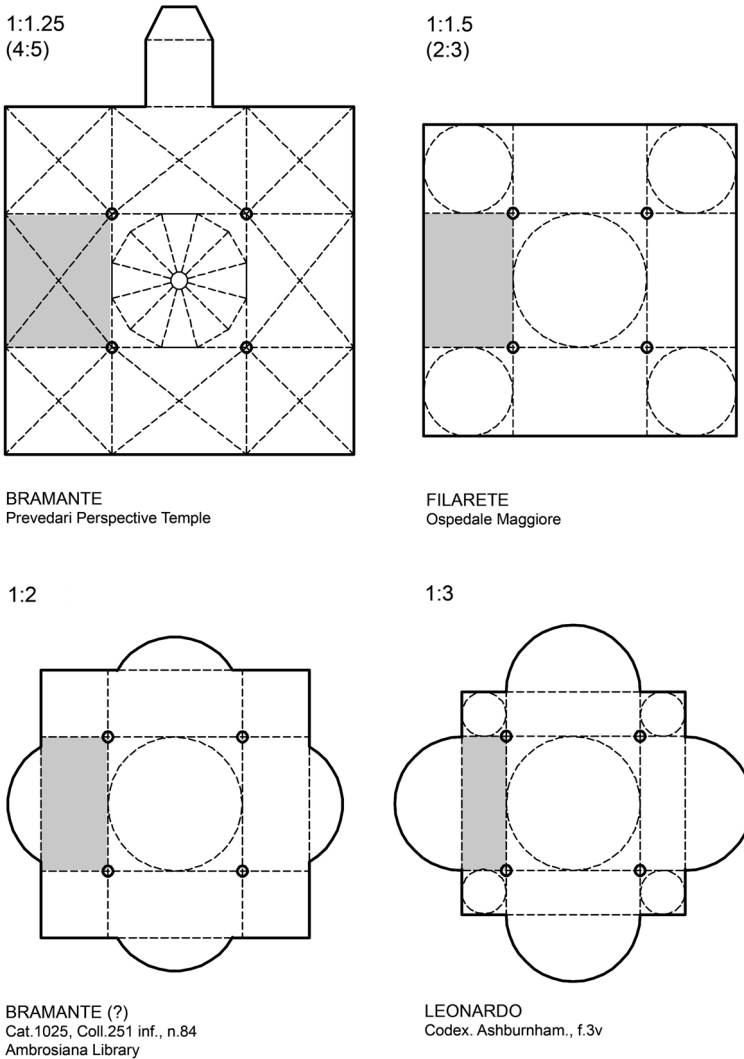 1:1.25
(4:5)
1:1.5
(2:3)
BRAMANTE
Prevedari Perspective Temple
FILARETE
Ospedale Maggiore
1:2
1:3
BRAMANTE (?)
Cat.1025, Coll.251 inf., n.84
Ambrosiana Library
LEONARDO
Codex. Ashburnham., f.3v